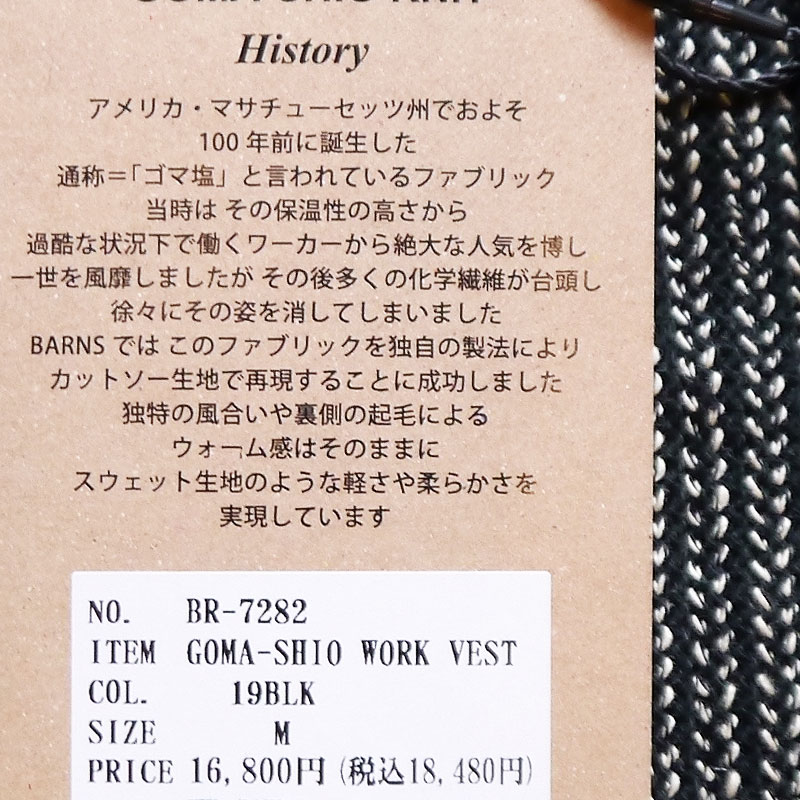 History
アメリカ・マサチューセッツ州でおよそ
100 年前に誕生した
通称＝「ゴマ塩」と言われているファブリック
当時は その保温性の高さから
過酷な状況下で働くワーカーから絶大な人気を博し
一世を風靡しましたが その後多くの化学繊維が台頭し
徐々にその姿を消してしまいました
BARNS では このファブリックを独自の製法により
カットソー生地で再現することに成功しました
独特の風合いや裏側の起毛による
ウォーム感はそのままに
スウェット生地のような軽さや柔らかさを
実現しています
NO. BR-7282
ITEM GOMA-SHIO WORK VEST
COL. 19BLK
SIZE M
PRICE 16,800円 (税込18,480円)